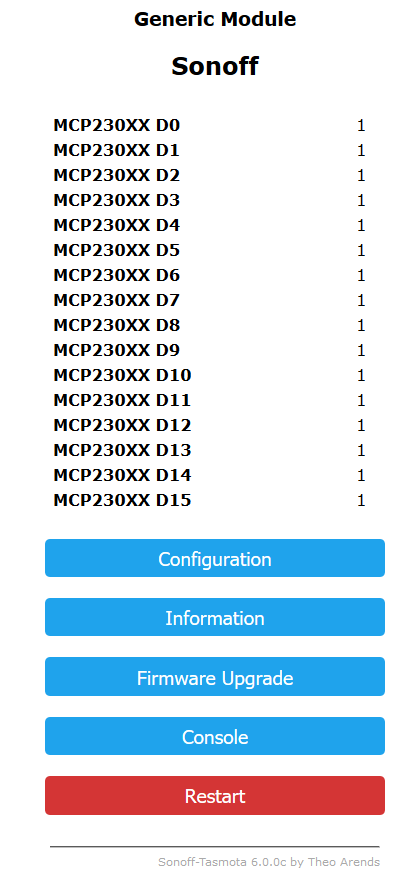 Generic Module
Sonoff
MCP230XX D0 1
MCP230XX D1 1
MCP230XX D2 1
MCP230XX D3 1
MCP230XX D4 1
MCP230XX D5 1
MCP230XX D6 1
MCP230XX D7 1
MCP230XX D8 1
MCP230XX D9 1
MCP230XX D10 1
MCP230XX D11 1
MCP230XX D12 1
MCP230XX D13 1
MCP230XX D14 1
MCP230XX D15 1
Configuration
Information
Firmware Upgrade
Console
Restart
Sonoff-Tasmota 6.0.0c by Theo Arends